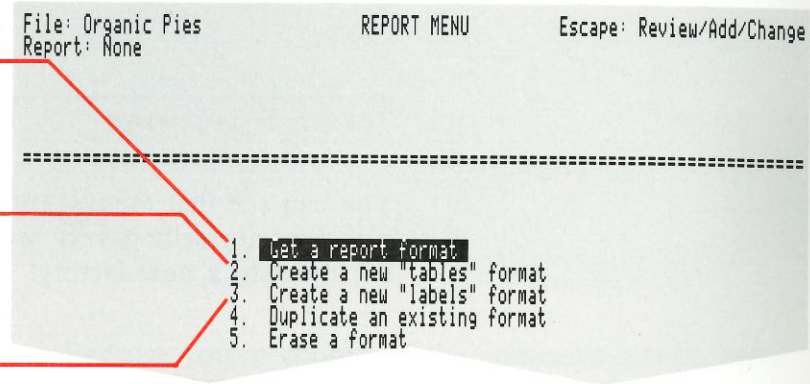 File: Organic Pies REPORT MENU Escape: Review/Add/Change
Report: None
================================================================================
1. Get a report format
2. Create a new "tables" format
3. Create a new "labels" format
4. Duplicate an existing format
5. Erase a format